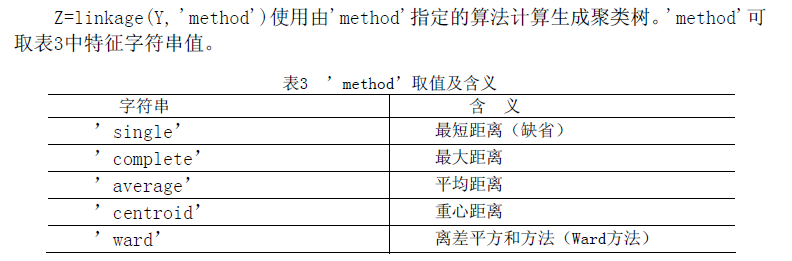 Z=linkage(Y, 'method')使用由'method'指定的算法计算生成聚类树。'method'可
取表3中特征字符串值。
表3 ’ method’ 取值及含义
字符串 含 义
’ single’ 最短距离（缺省）
’ complete’ 最大距离
’ average’ 平均距离
’ centroid’ 重心距离
’ ward’ 离差平方和方法（Ward方法）